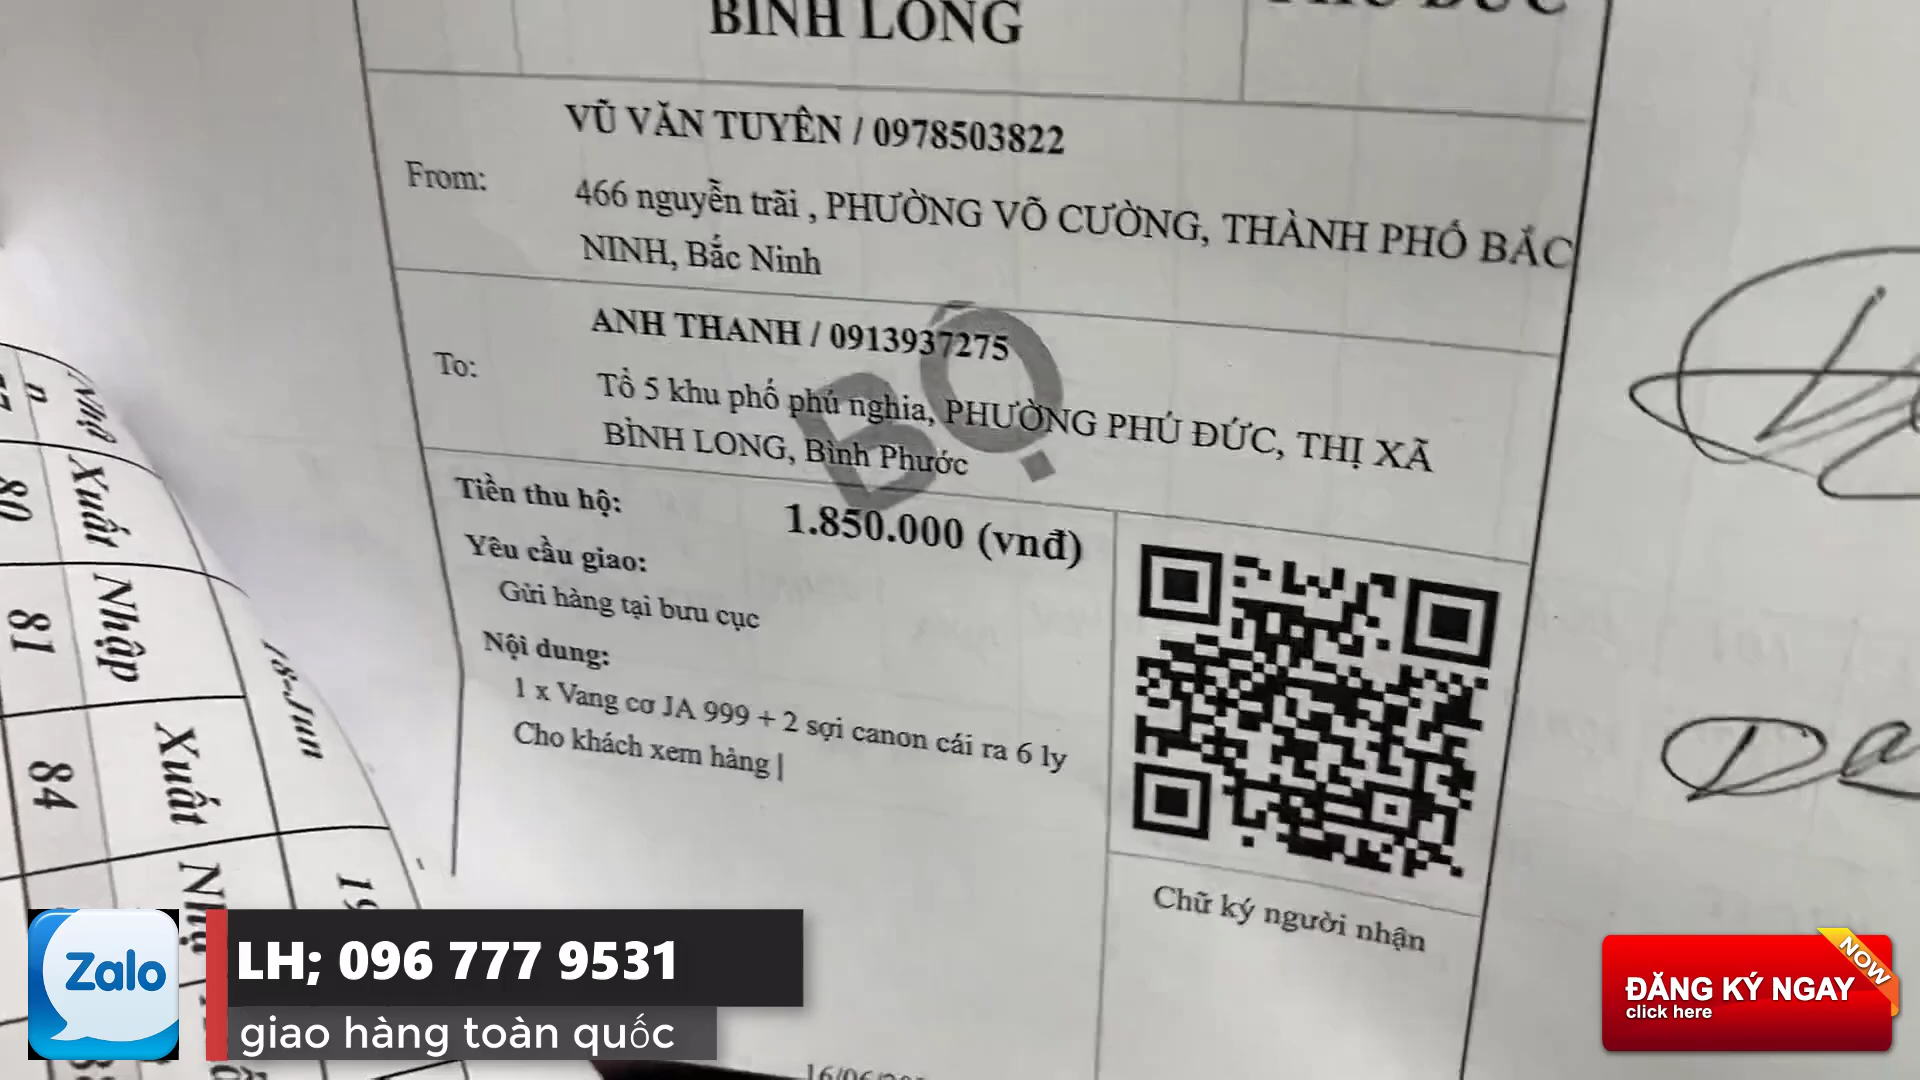 BÌNH LONG
PHÚ ĐỨC
VŨ VĂN TUYÊN / 0978503822
From:
466 nguyễn trãi , PHƯỜNG VÕ CƯỜNG, THÀNH PHỐ BẮC
NINH, Bắc Ninh
ANH THANH / 0913937275
To:
Tổ 5 khu phố phú nghia, PHƯỜNG PHÚ ĐỨC, THỊ XÃ
BÌNH LONG, Bình Phước
BỘ
Tiền thu hộ:
1.850.000 (vnđ)
Yêu cầu giao:
Gửi hàng tại bưu cục
Nội dung:
1 x Vang cơ JA 999 + 2 sợi canon cái ra 6 ly
Cho khách xem hàng |
Chữ ký người nhận
Nhập
Xuất
80
Nhập
81
18-Jun
Xuất
84
19
Zalo
LH; 096 777 9531
giao hàng toàn quốc
NOW
ĐĂNG KÝ NGAY
click here